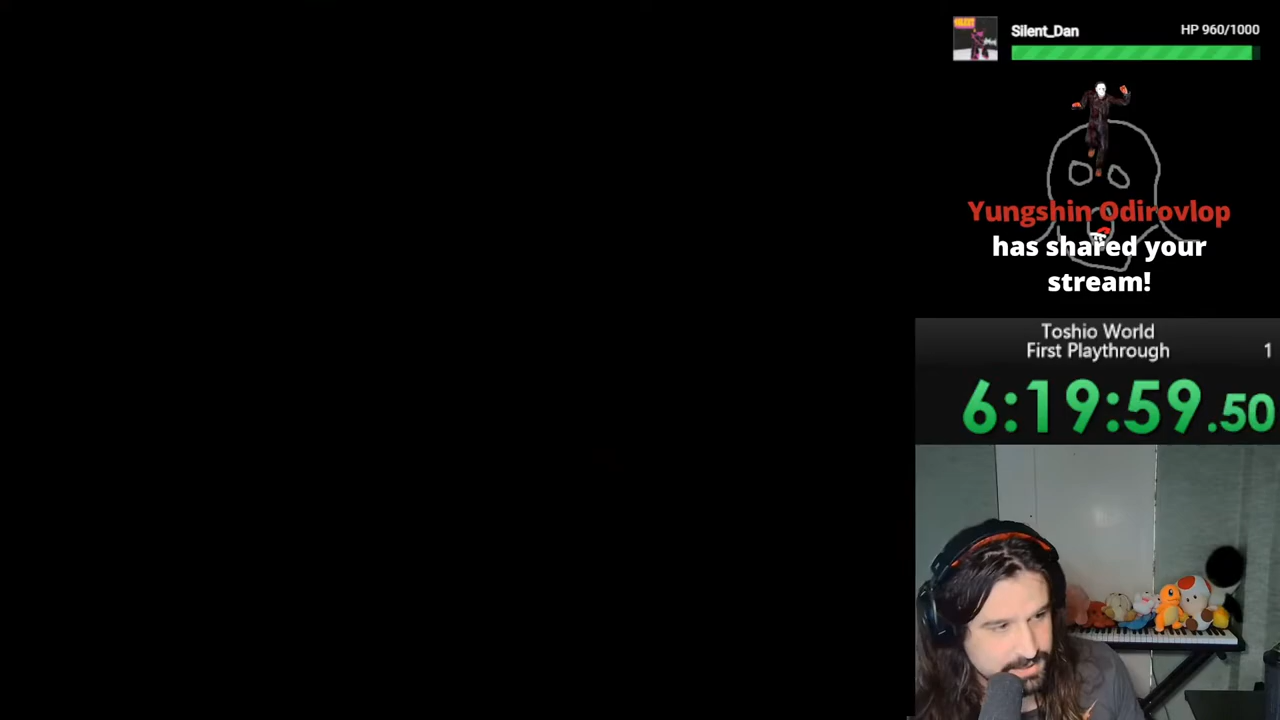 Silent_Dan
HP 960/1000
Yungshin Odirovlop
has shared your
stream!
Toshio World
First Playthrough
1
6:19:59.50